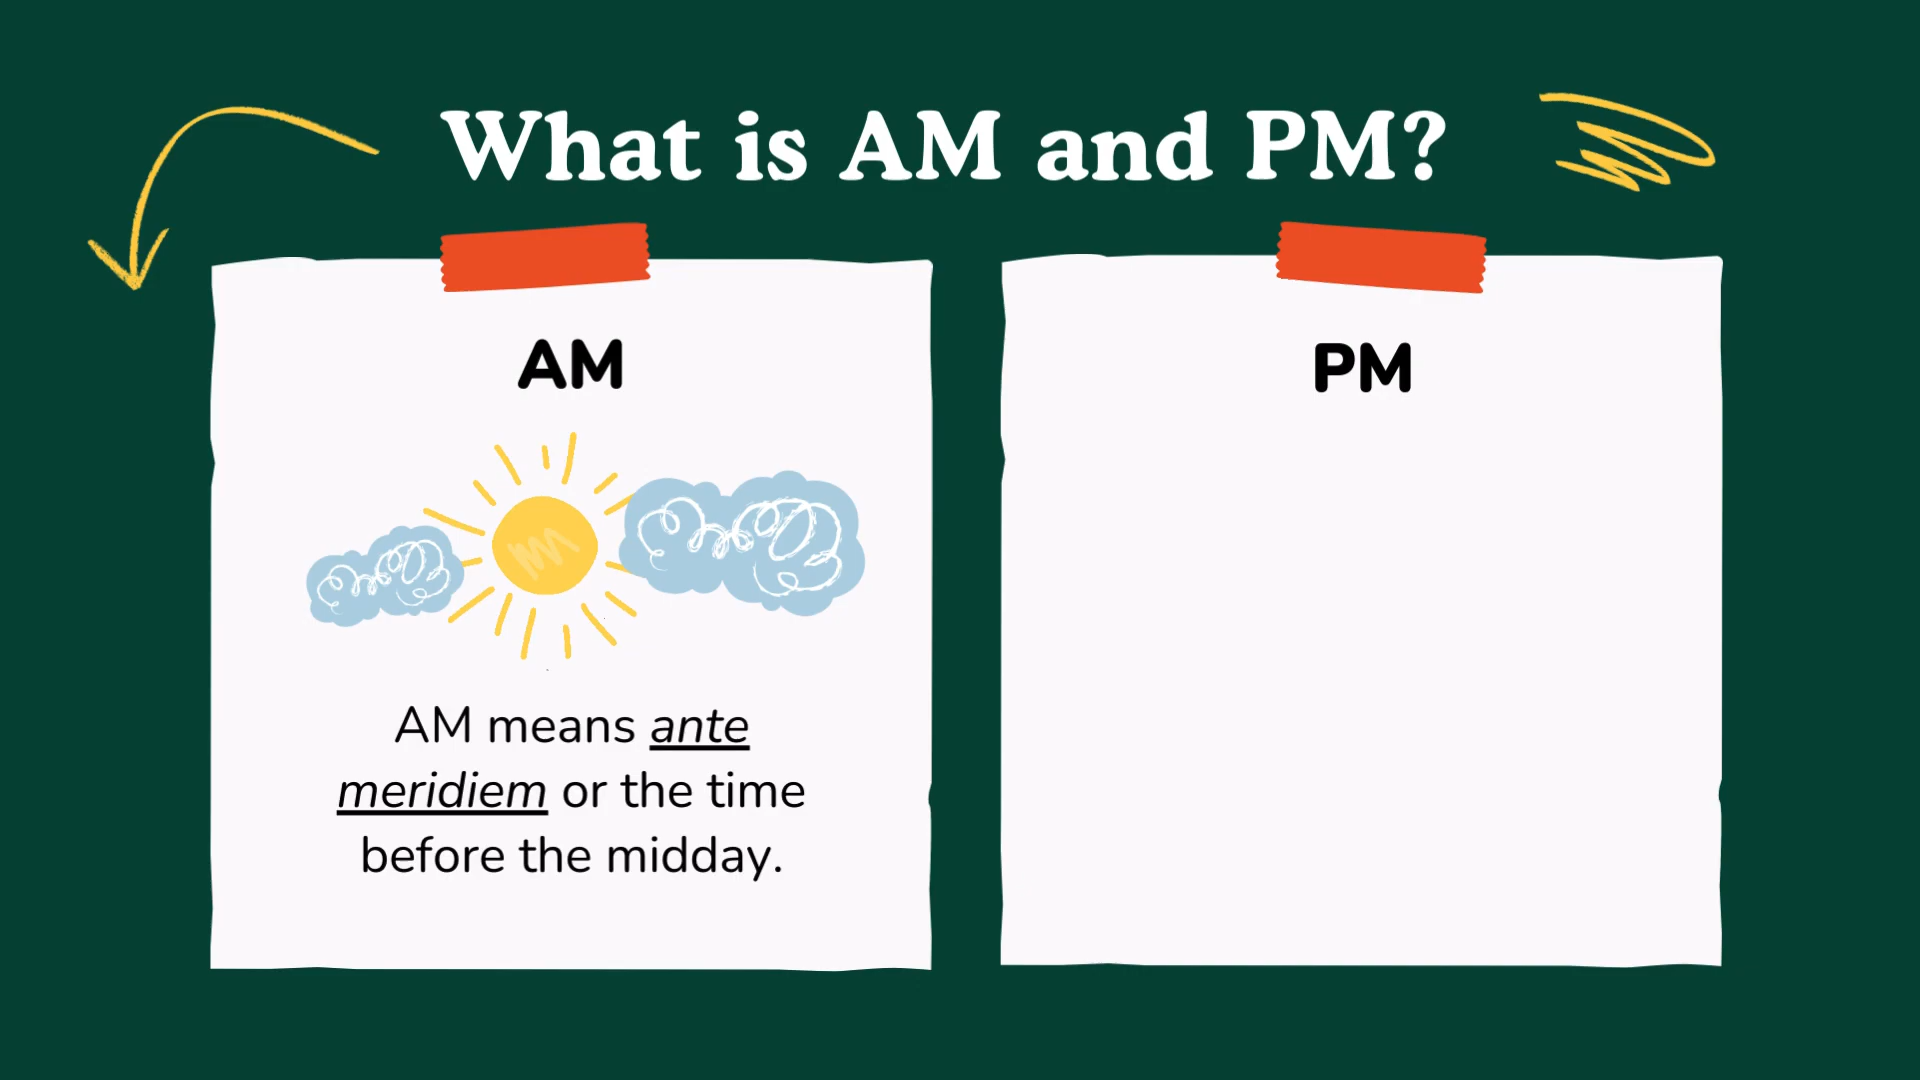 What is AM and PM?
AM
AM means ante
meridiem or the time
before the midday.
PM